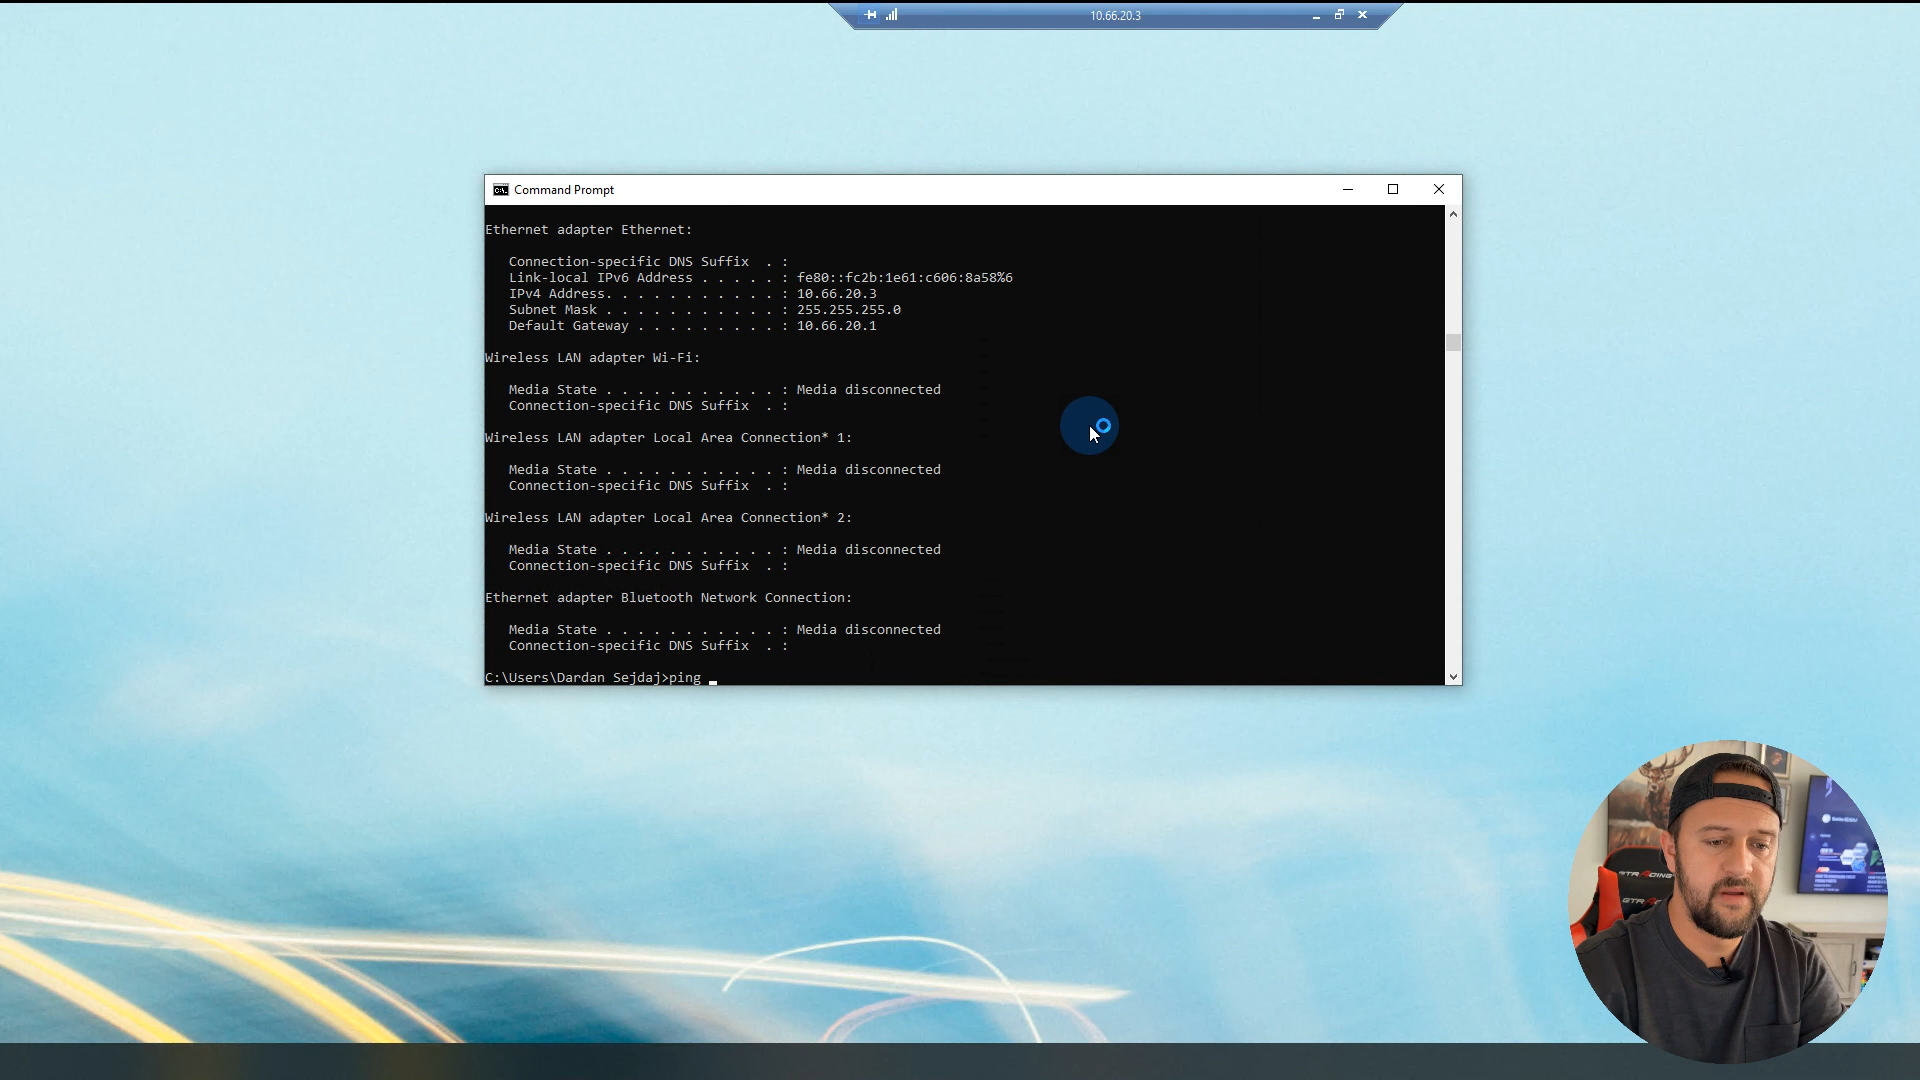 10.66.20.3
Command Prompt
Ethernet adapter Ethernet:
Connection-specific DNS Suffix  . :
Link-local IPv6 Address . . . . . : fe80::fc2b:1e61:c606:8a58%6
IPv4 Address. . . . . . . . . . . : 10.66.20.3
Subnet Mask . . . . . . . . . . . : 255.255.255.0
Default Gateway . . . . . . . . . : 10.66.20.1
Wireless LAN adapter Wi-Fi:
Media State . . . . . . . . . . . : Media disconnected
Connection-specific DNS Suffix  . :
Wireless LAN adapter Local Area Connection* 1:
Media State . . . . . . . . . . . : Media disconnected
Connection-specific DNS Suffix  . :
Wireless LAN adapter Local Area Connection* 2:
Media State . . . . . . . . . . . : Media disconnected
Connection-specific DNS Suffix  . :
Ethernet adapter Bluetooth Network Connection:
Media State . . . . . . . . . . . : Media disconnected
Connection-specific DNS Suffix  . :
C:\Users\Dardan Sejdaj>ping _